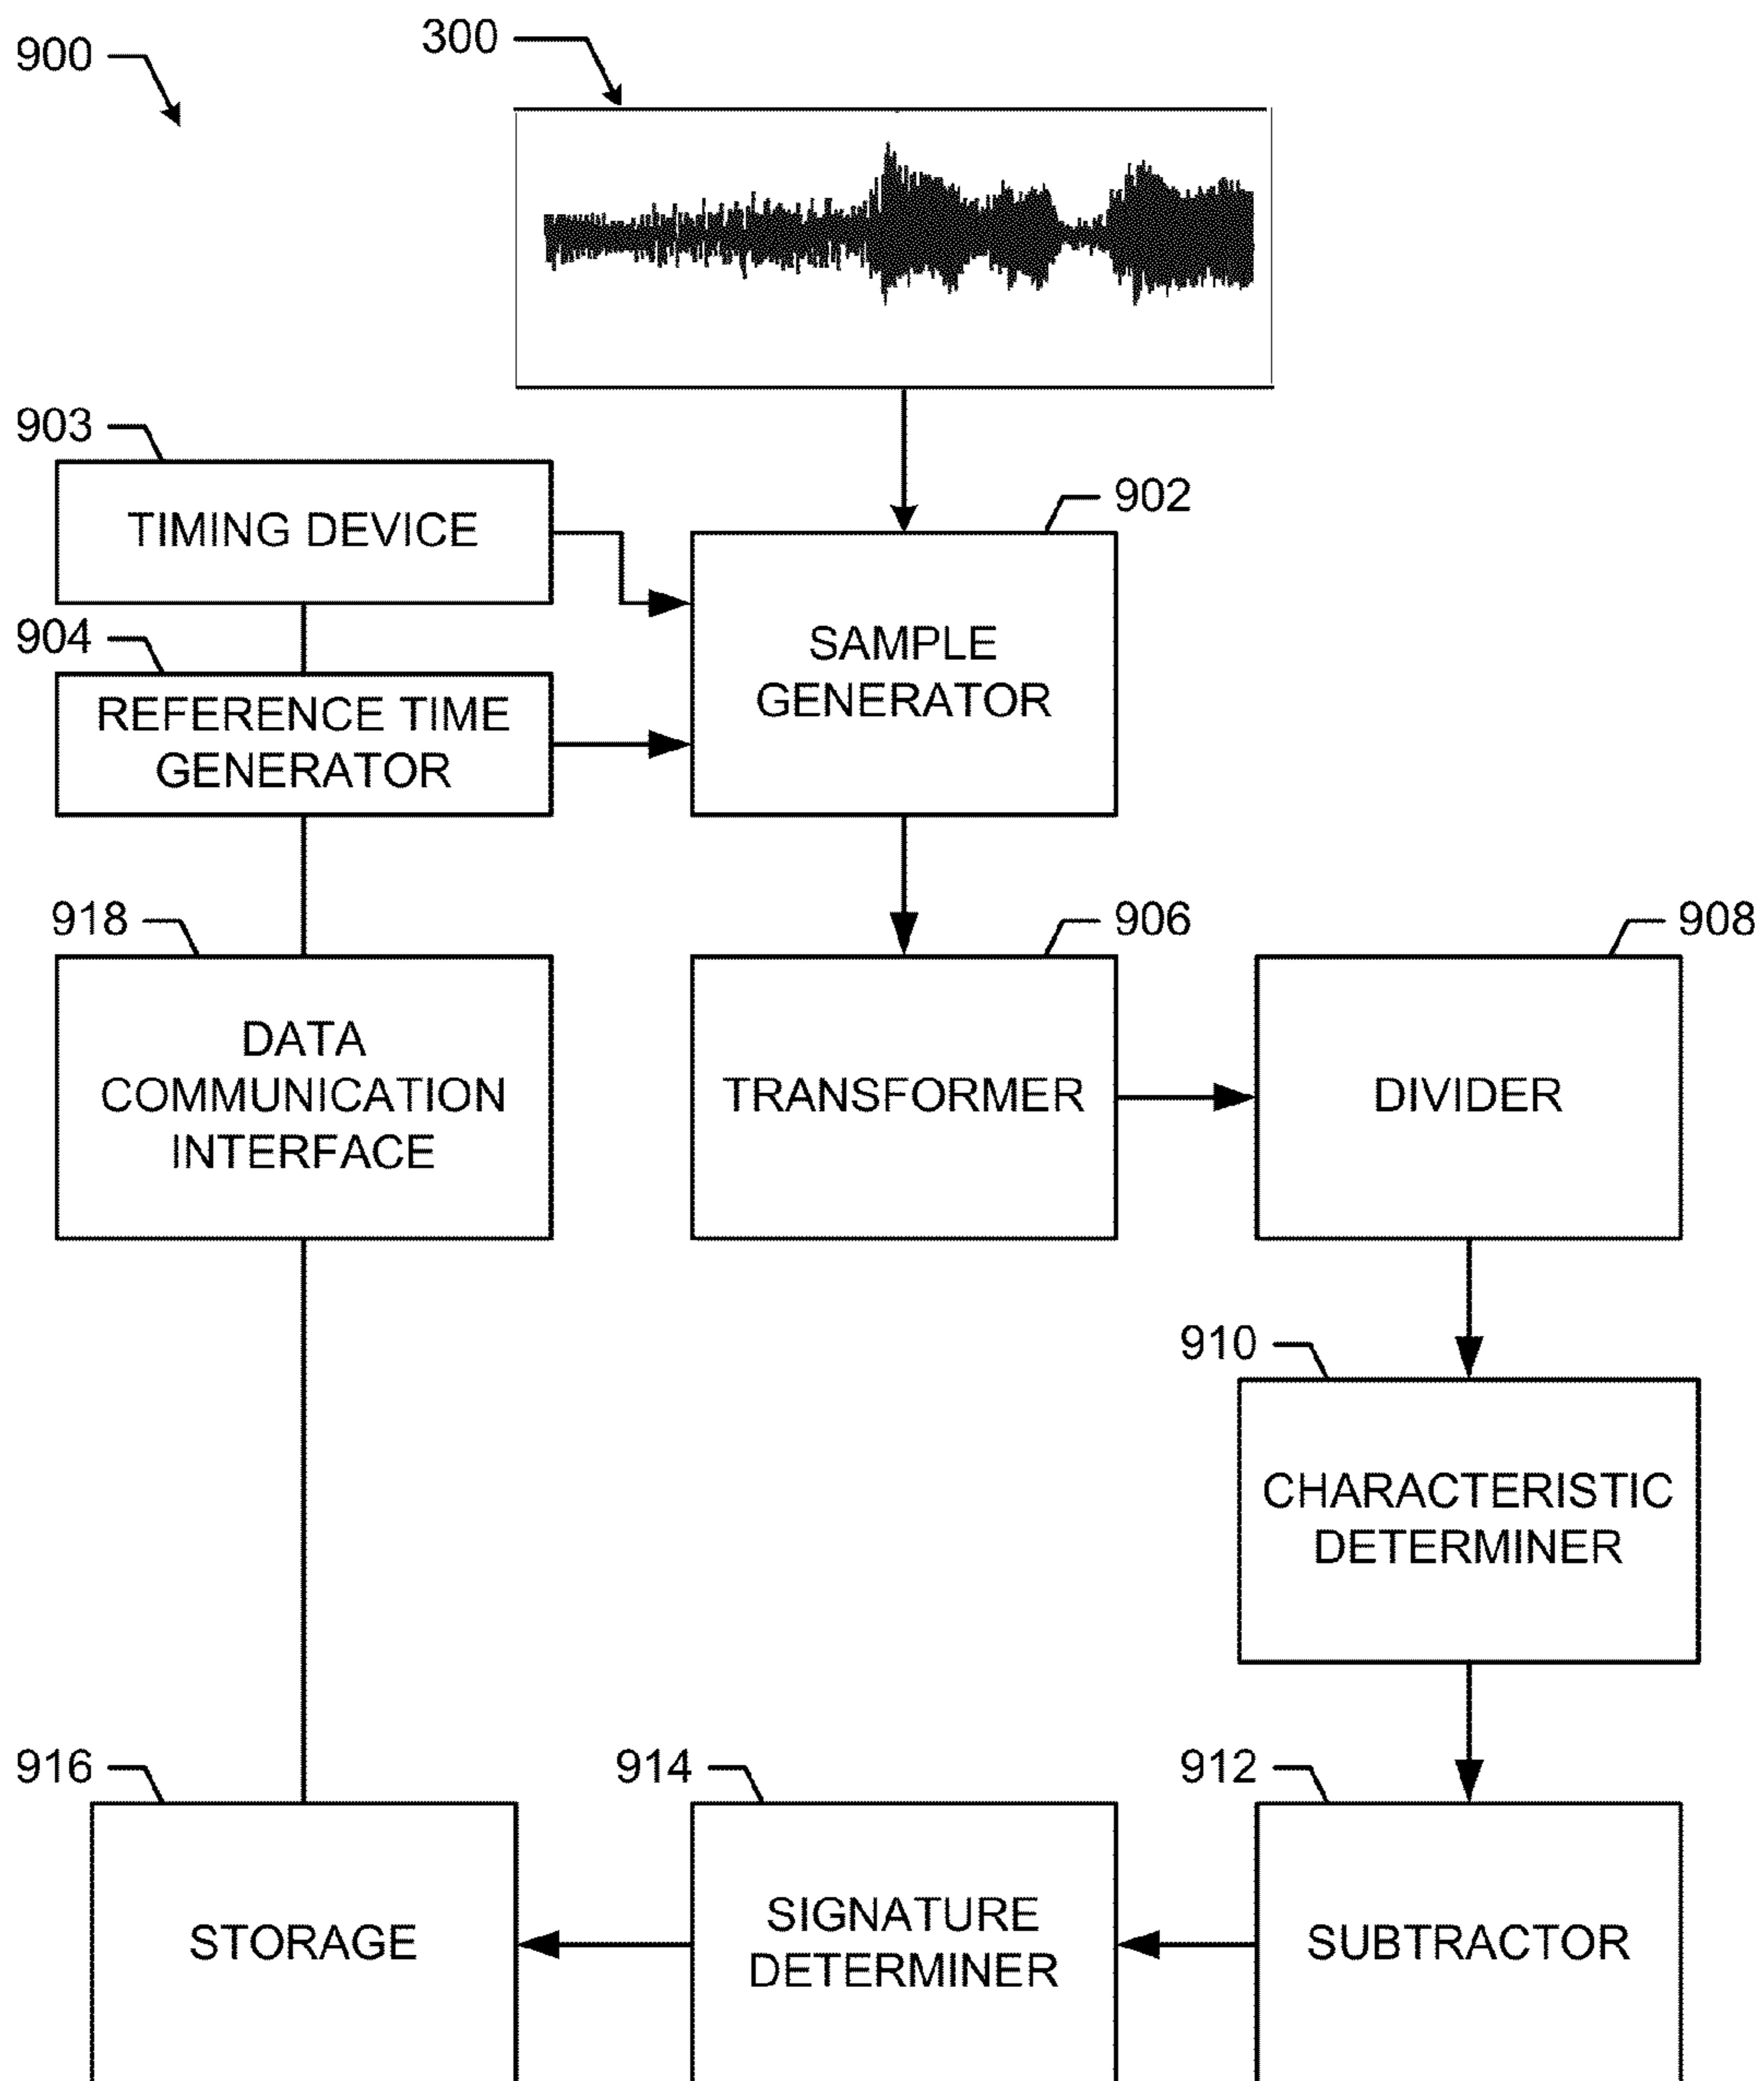 900
300
903
TIMING DEVICE
902
904
SAMPLE
GENERATOR
REFERENCE TIME
GENERATOR
918
906
908
DATA
COMMUNICATION
INTERFACE
TRANSFORMER
DIVIDER
910
CHARACTERISTIC
DETERMINER
916
914
912
STORAGE
SIGNATURE
DETERMINER
SUBTRACTOR